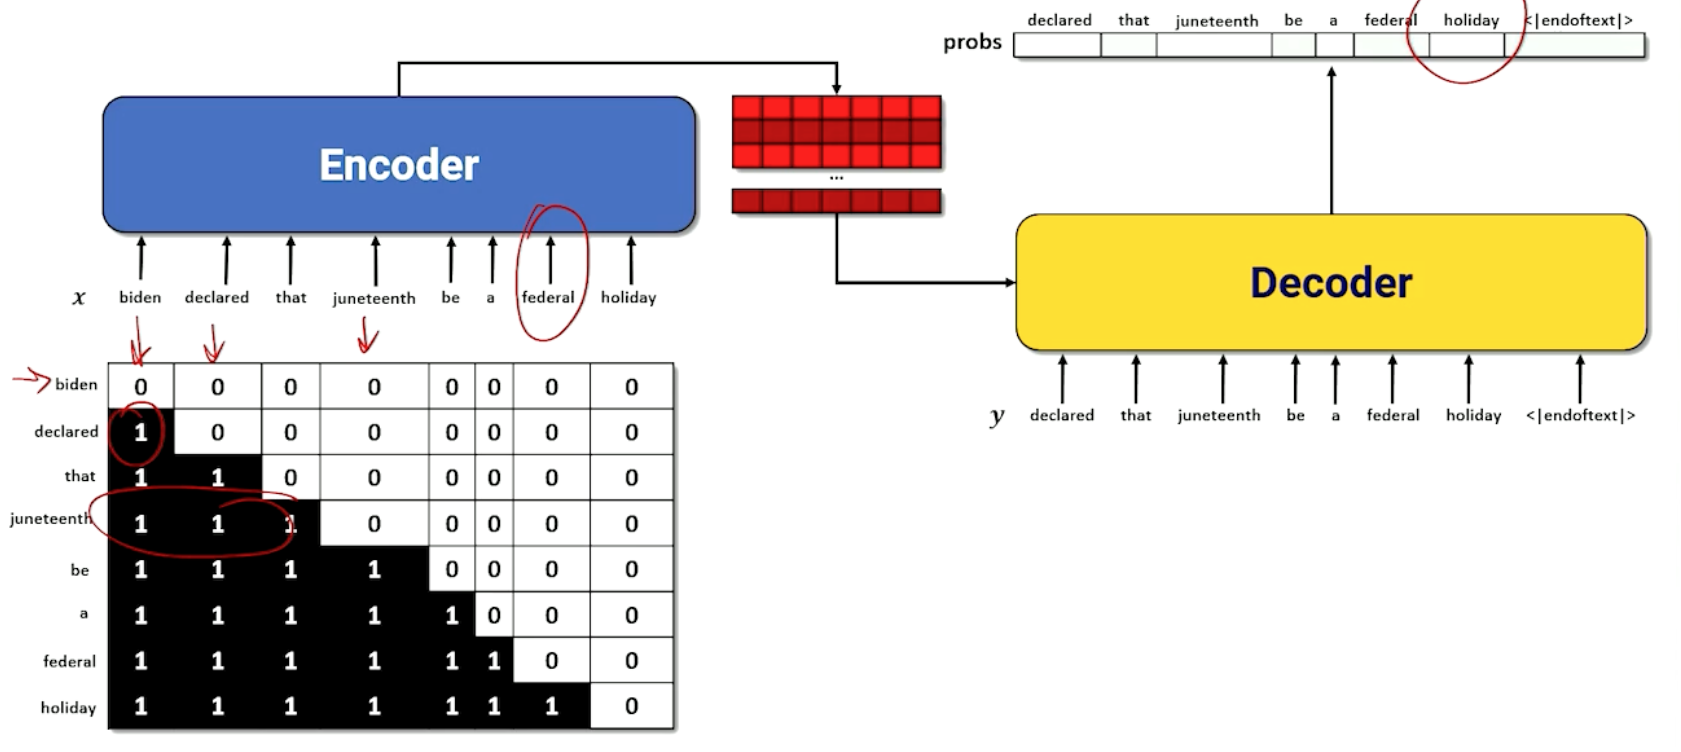 declared that juneteenth be a federal holiday <|endoftext|>
probs
Encoder
...
x biden declared that juneteenth be a federal holiday
Decoder
y declared that juneteenth be a federal holiday <|endoftext|>
biden 0 0 0 0 0 0 0 0
declared 1 0 0 0 0 0 0 0
that 1 1 0 0 0 0 0 0
juneteenth 1 1 1 0 0 0 0 0
be 1 1 1 1 0 0 0 0
a 1 1 1 1 1 0 0 0
federal 1 1 1 1 1 1 0 0
holiday 1 1 1 1 1 1 1 0